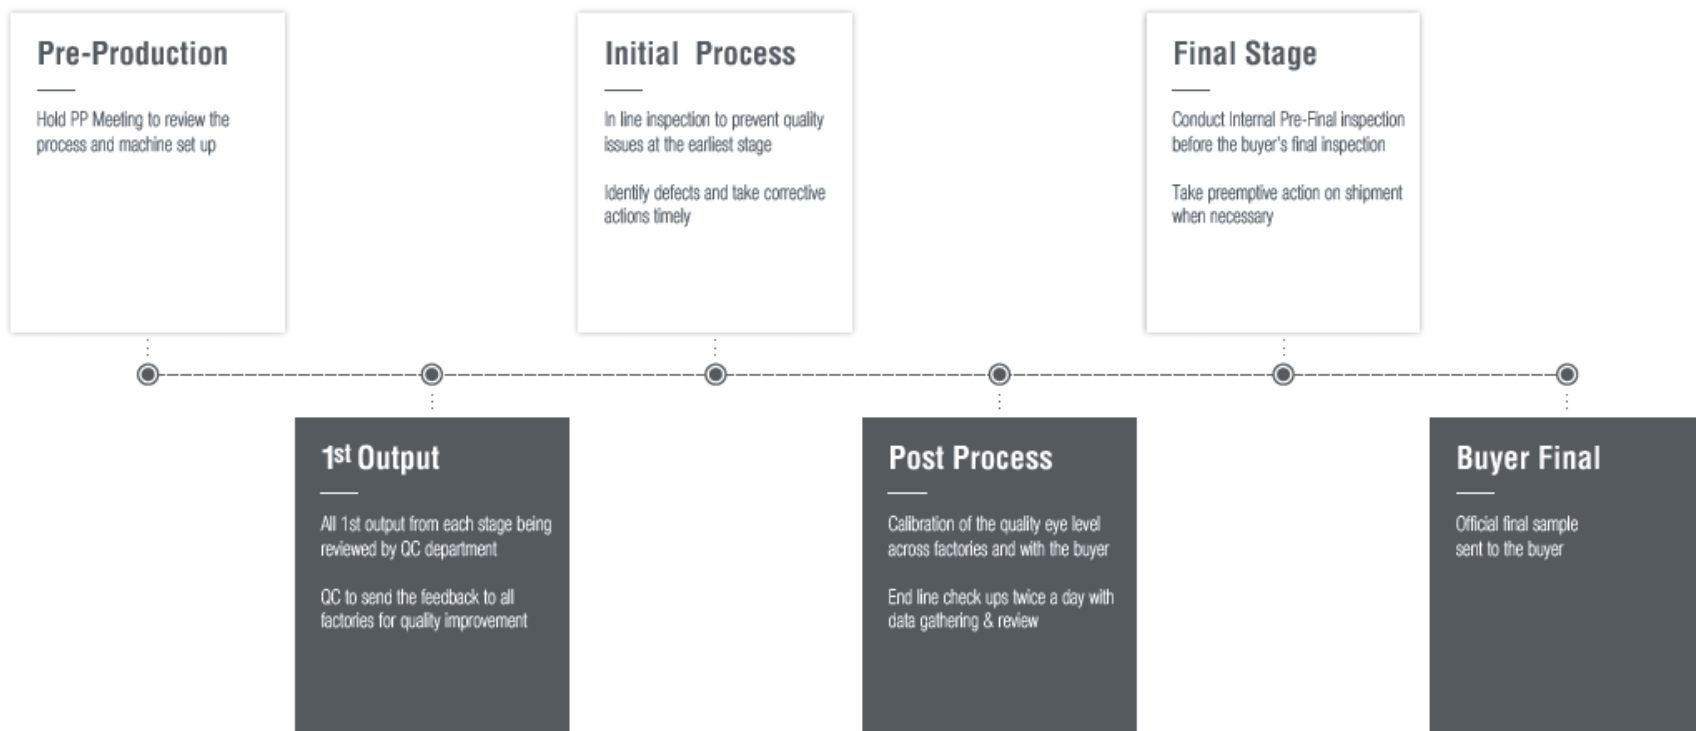 Pre-Production
Hold PP Meeting to review the
process and machine set up
1st Output
All 1st output from each stage being
reviewed by QC department
QC to send the feedback to all
factories for quality improvement
Initial Process
In line inspection to prevent quality
issues at the earliest stage
Identify defects and take corrective
actions timely
Post Process
Calibration of the quality eye level
across factories and with the buyer
End line check ups twice a day with
data gathering & review
Final Stage
Conduct Internal Pre-Final inspection
before the buyer's final inspection
Take preemptive action on shipment
when necessary
Buyer Final
Official final sample
sent to the buyer